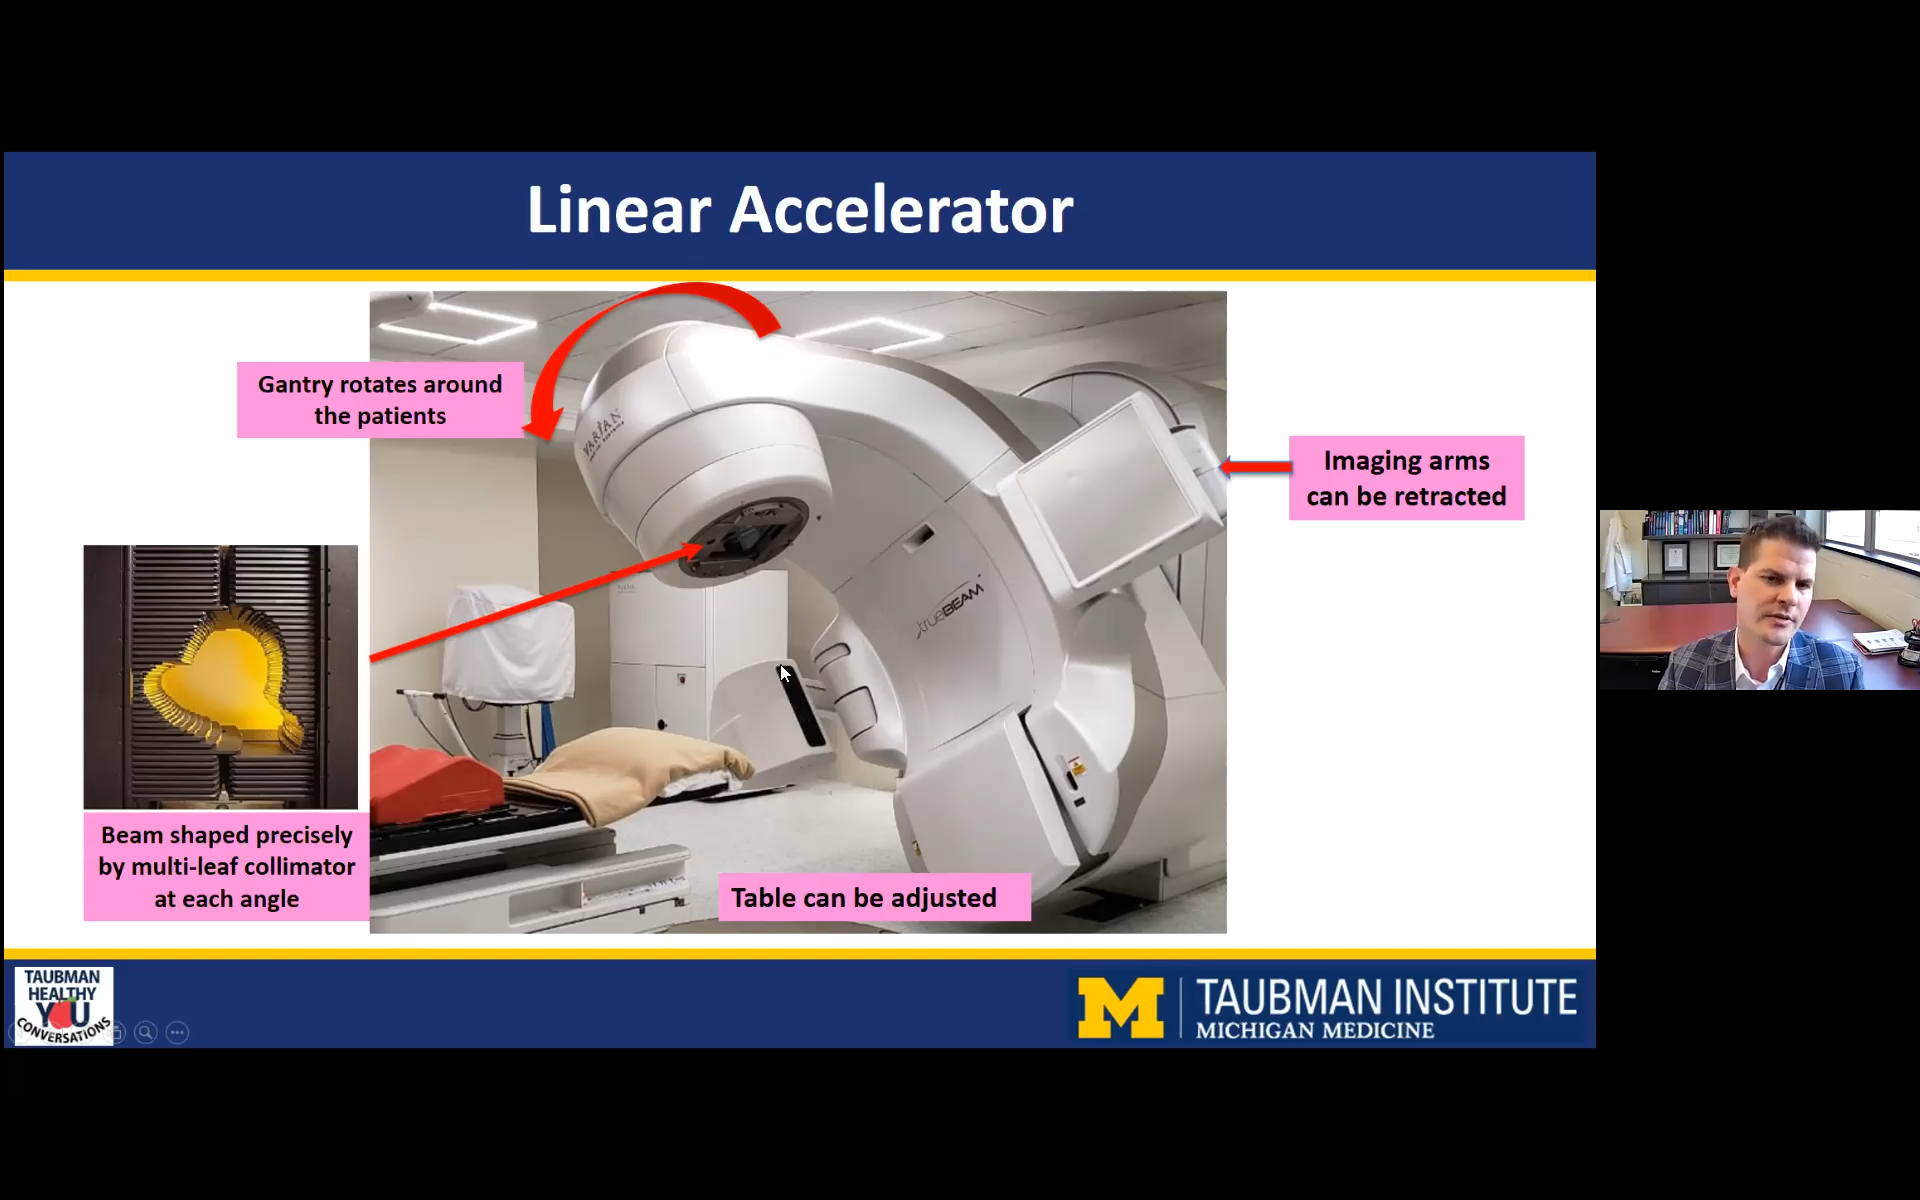 Linear Accelerator
Gantry rotates around
the patients
VARIAN
Imaging arms
can be retracted
TRUEBEAM
Beam shaped precisely
by multi-leaf collimator
at each angle
Table can be adjusted
TAUBMAN
HEALTHY
YOU
CONVERSATIONS
M
TAUBMAN INSTITUTE
MICHIGAN MEDICINE